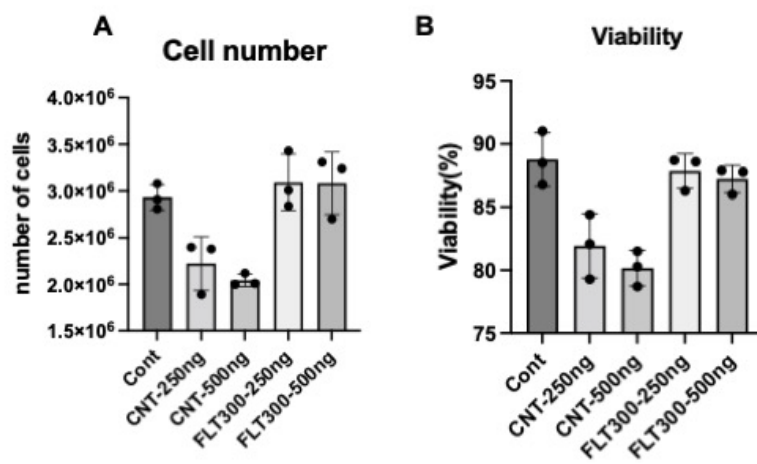 A
Cell number
number of cells
4.0×10⁶
3.5×10⁶
3.0×10⁶
2.5×10⁶
2.0×10⁶
1.5×10⁶
Cont
CNT-250ng
CNT-500ng
FLT300-250ng
FLT300-500ng
B
Viability
Viability(%)
95
90
85
80
75
Cont
CNT-250ng
CNT-500ng
FLT300-250ng
FLT300-500ng